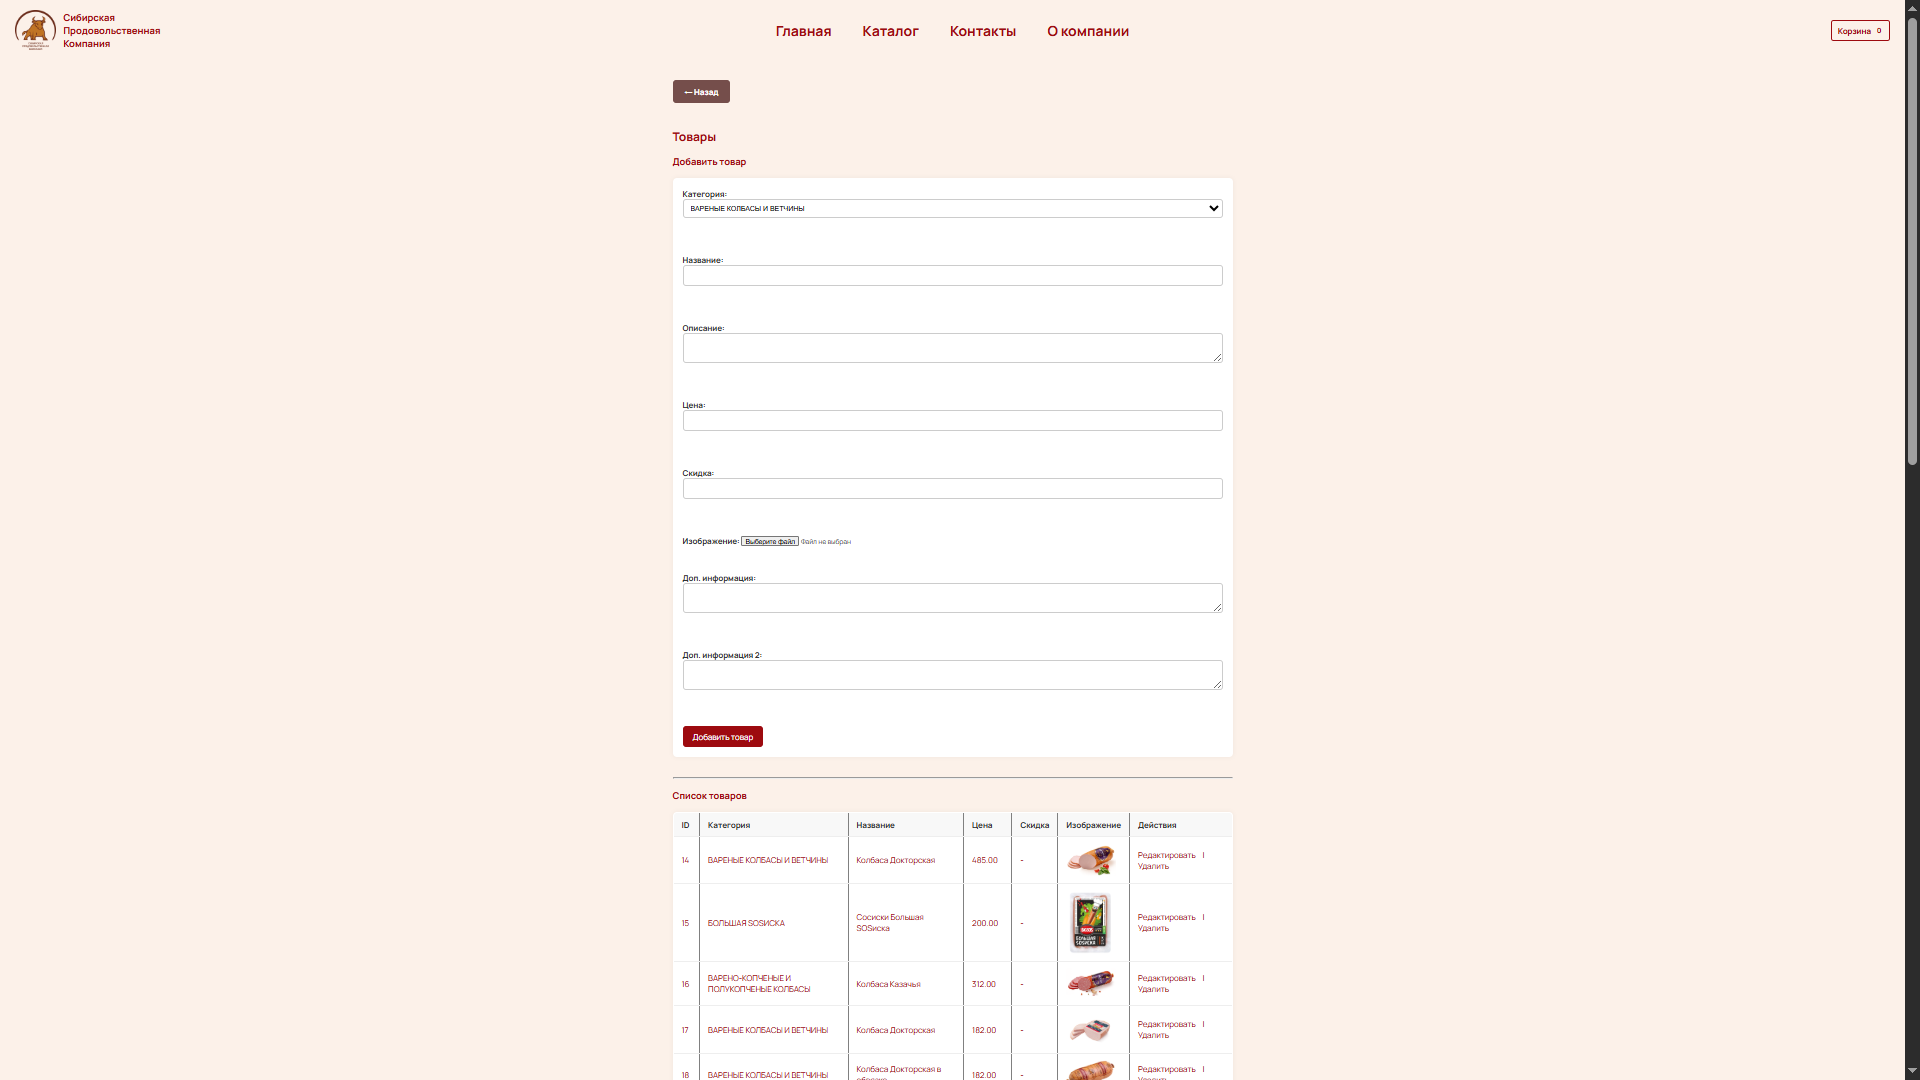 Сибирская
Продовольственная
Компания
Главная Каталог Контакты О компании
Корзина 0
← Назад
Товары
Добавить товар
Категория:
ВАРЕНЫЕ КОЛБАСЫ И ВЕТЧИНЫ
Название:
Описание:
Цена:
Скидка:
Изображение: Выберите файл Файл не выбран
Доп. информация:
Доп. информация 2:
Добавить товар
Список товаров
ID Категория Название Цена Скидка Изображение Действия
14 ВАРЕНЫЕ КОЛБАСЫ И ВЕТЧИНЫ Колбаса Докторская 485.00 - Редактировать |
Удалить
15 БОЛЬШАЯ SOSИСКА Сосиски Большая
SOSиска 200.00 - Редактировать |
Удалить
16 ВАРЕНО-КОПЧЕНЫЕ И
ПОЛУКОПЧЕНЫЕ КОЛБАСЫ Колбаса Казачья 312.00 - Редактировать |
Удалить
17 ВАРЕНЫЕ КОЛБАСЫ И ВЕТЧИНЫ Колбаса Докторская 182.00 - Редактировать |
Удалить
18 ВАРЕНЫЕ КОЛБАСЫ И ВЕТЧИНЫ Колбаса Докторская в
182.00 Редактировать |